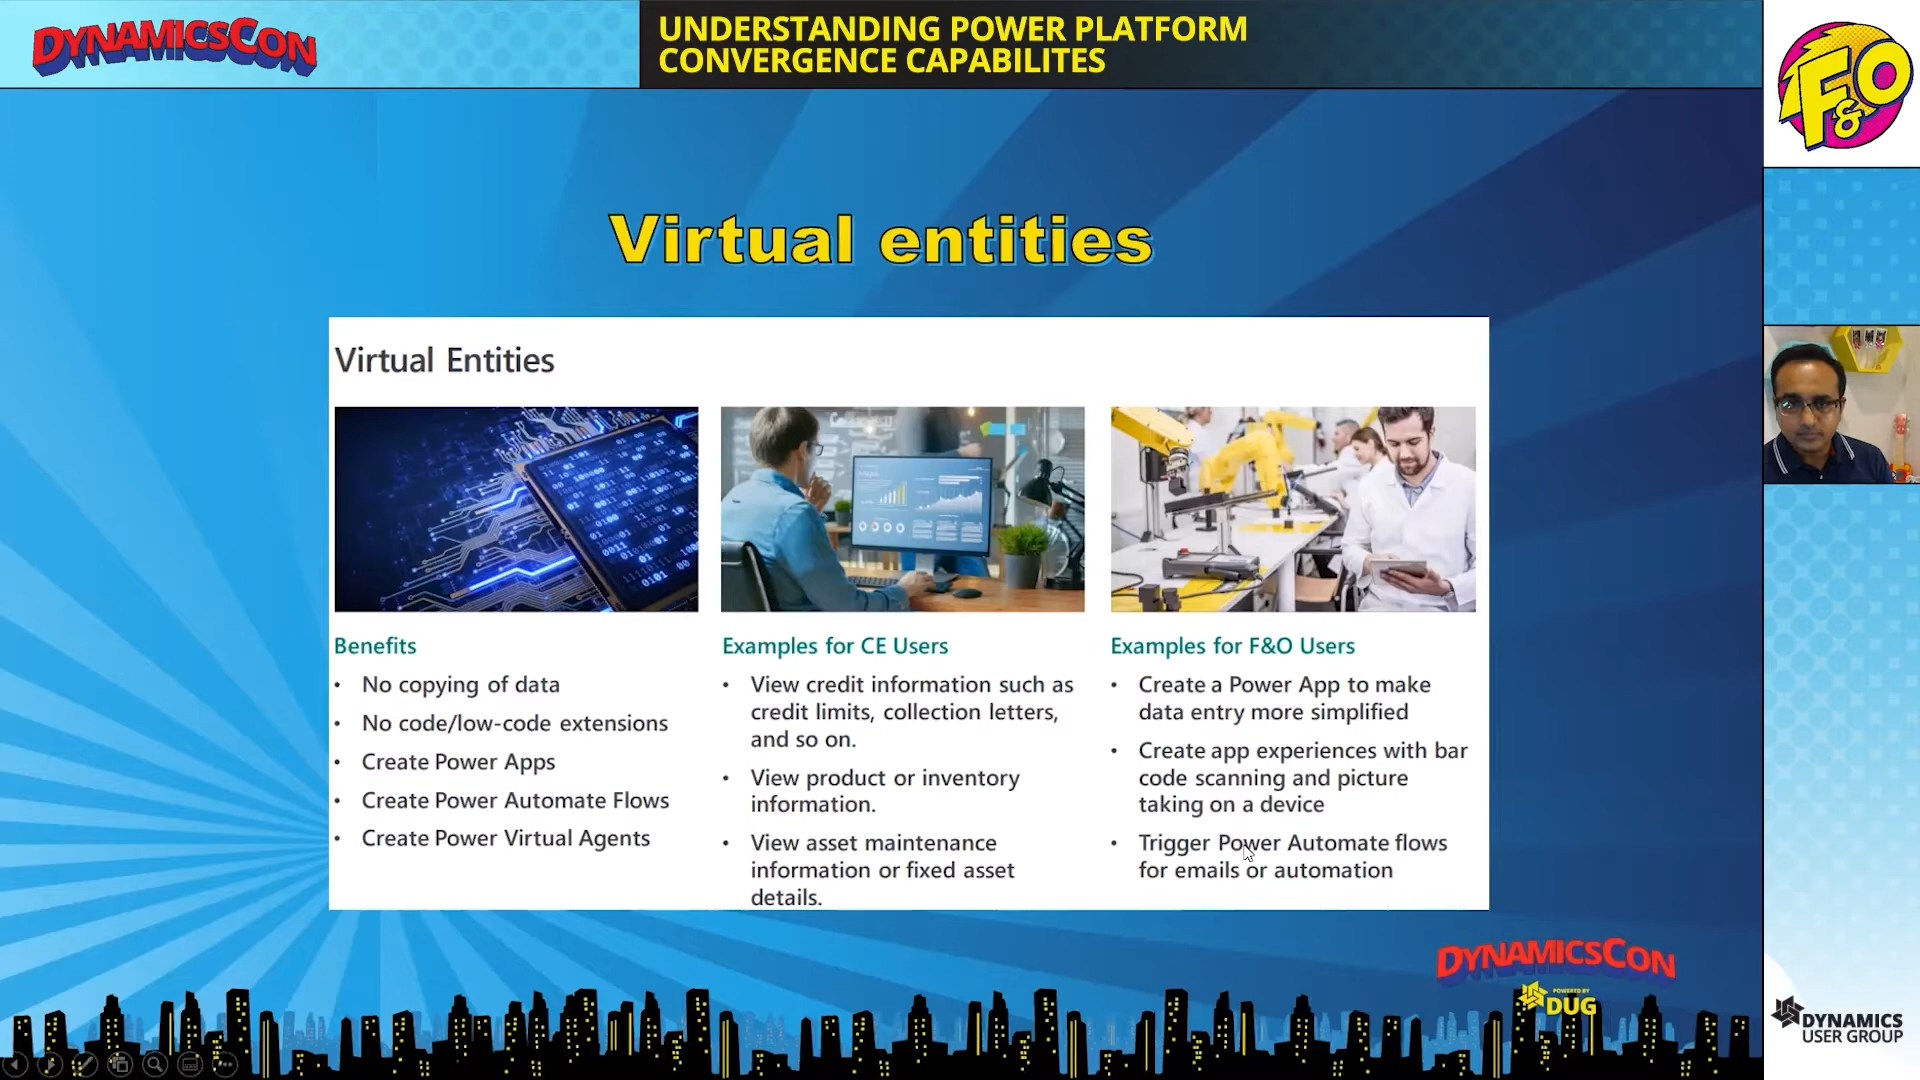 DYNAMICSCON
UNDERSTANDING POWER PLATFORM
CONVERGENCE CAPABILITES
F&O
Virtual entities
Virtual Entities
Benefits
• No copying of data
• No code/low-code extensions
• Create Power Apps
• Create Power Automate Flows
• Create Power Virtual Agents
Examples for CE Users
• View credit information such as
credit limits, collection letters,
and so on.
• View product or inventory
information.
• View asset maintenance
information or fixed asset
details.
Examples for F&O Users
• Create a Power App to make
data entry more simplified
• Create app experiences with bar
code scanning and picture
taking on a device
• Trigger Power Automate flows
for emails or automation
DYNAMICSCON
POWERED BY
DUG
DYNAMICS
USER GROUP